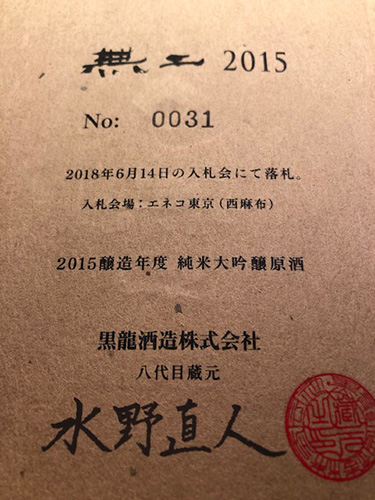 無二 2015
No: 0031
2018年6月14日の入札会にて落札。
入札会場：エネコ東京（西麻布）
2015醸造年度 純米大吟醸原酒
黒龍酒造株式会社
八代目蔵元
水野直人